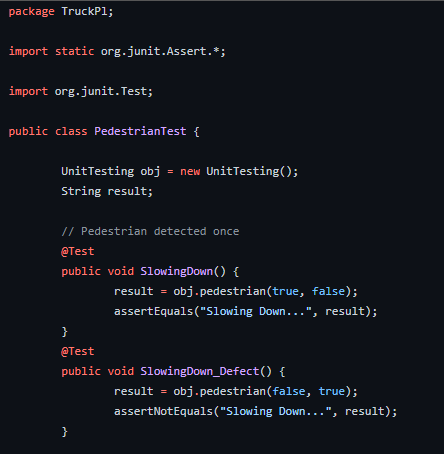 package TruckPl;
import static org.junit.Assert.*;
import org.junit.Test;
public class PedestrianTest {
UnitTesting obj = new UnitTesting();
String result;
// Pedestrian detected once
@Test
public void SlowingDown() {
result = obj.pedestrian(true, false);
assertEquals("Slowing Down...", result);
}
@Test
public void SlowingDown_Defect() {
result = obj.pedestrian(false, true);
assertNotEquals("Slowing Down...", result);
}